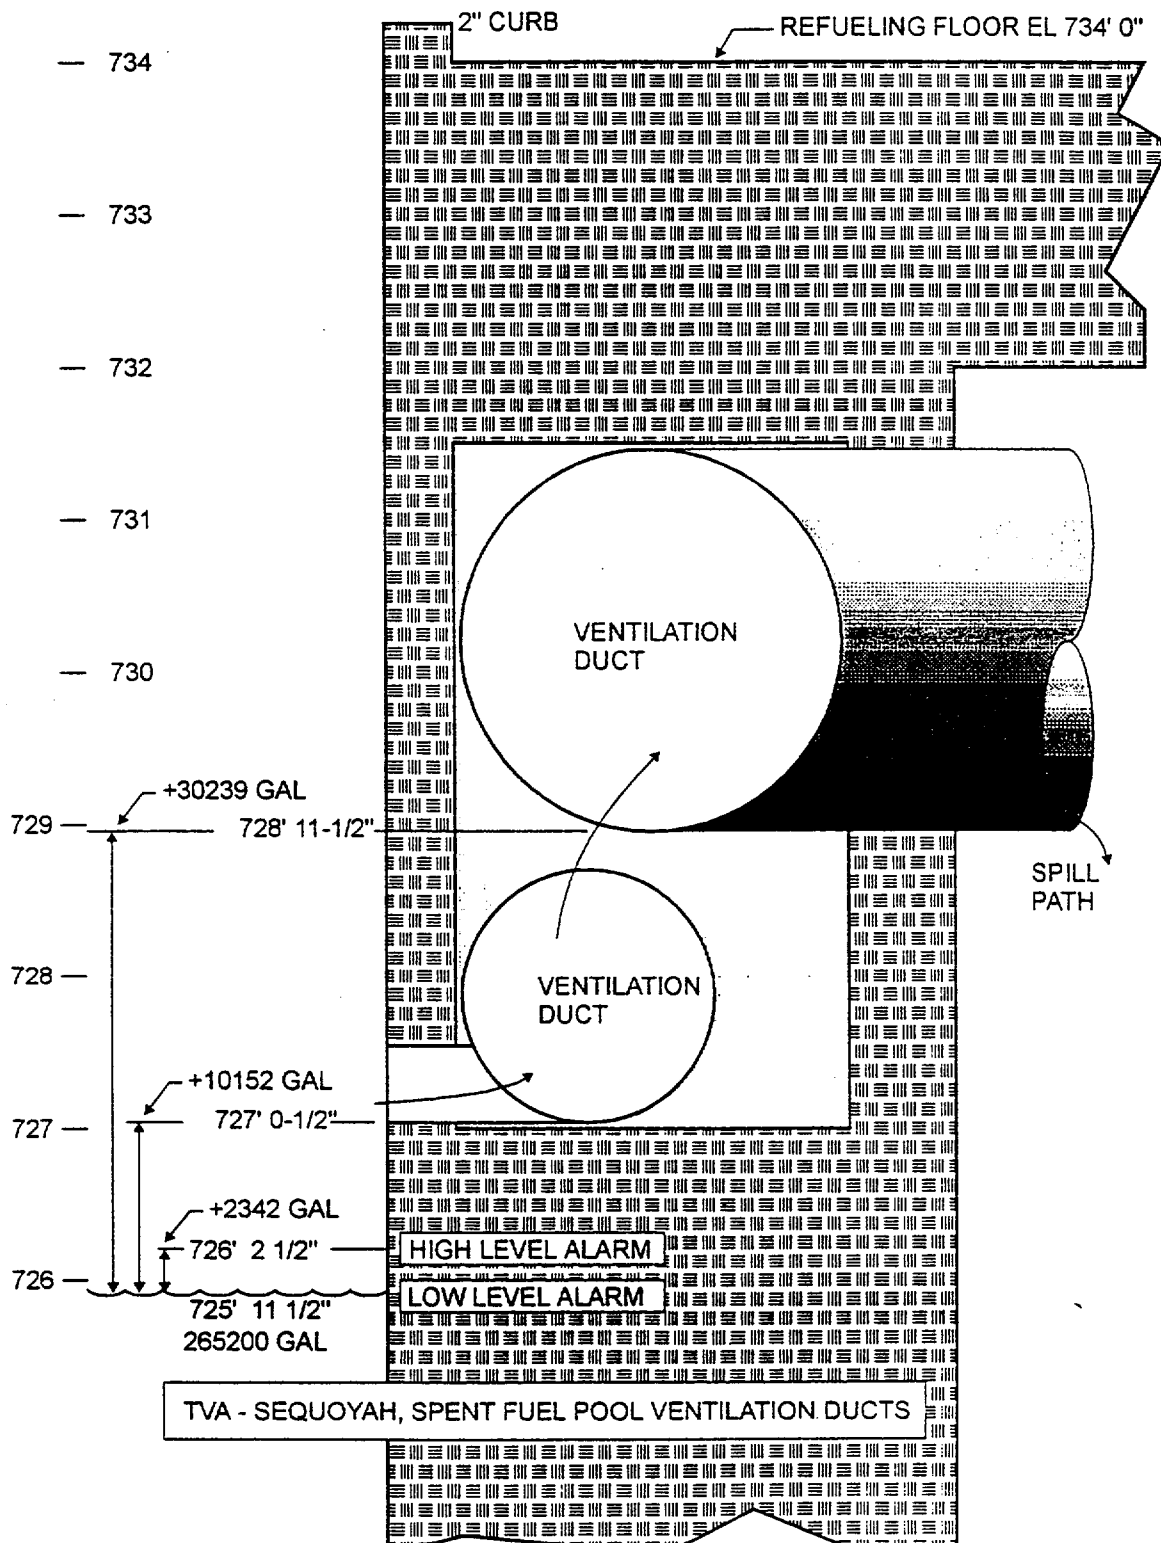 2" CURB
REFUELING FLOOR EL 734' 0"
734
733
732
731
VENTILATION
DUCT
730
+30239 GAL
729
728' 11-1/2"
SPILL
PATH
728
VENTILATION
DUCT
+10152 GAL
727' 0-1/2"
727
+2342 GAL
726' 2 1/2"
HIGH LEVEL ALARM
726
LOW LEVEL ALARM
725' 11 1/2"
265200 GAL
TVA - SEQUOYAH, SPENT FUEL POOL VENTILATION DUCTS